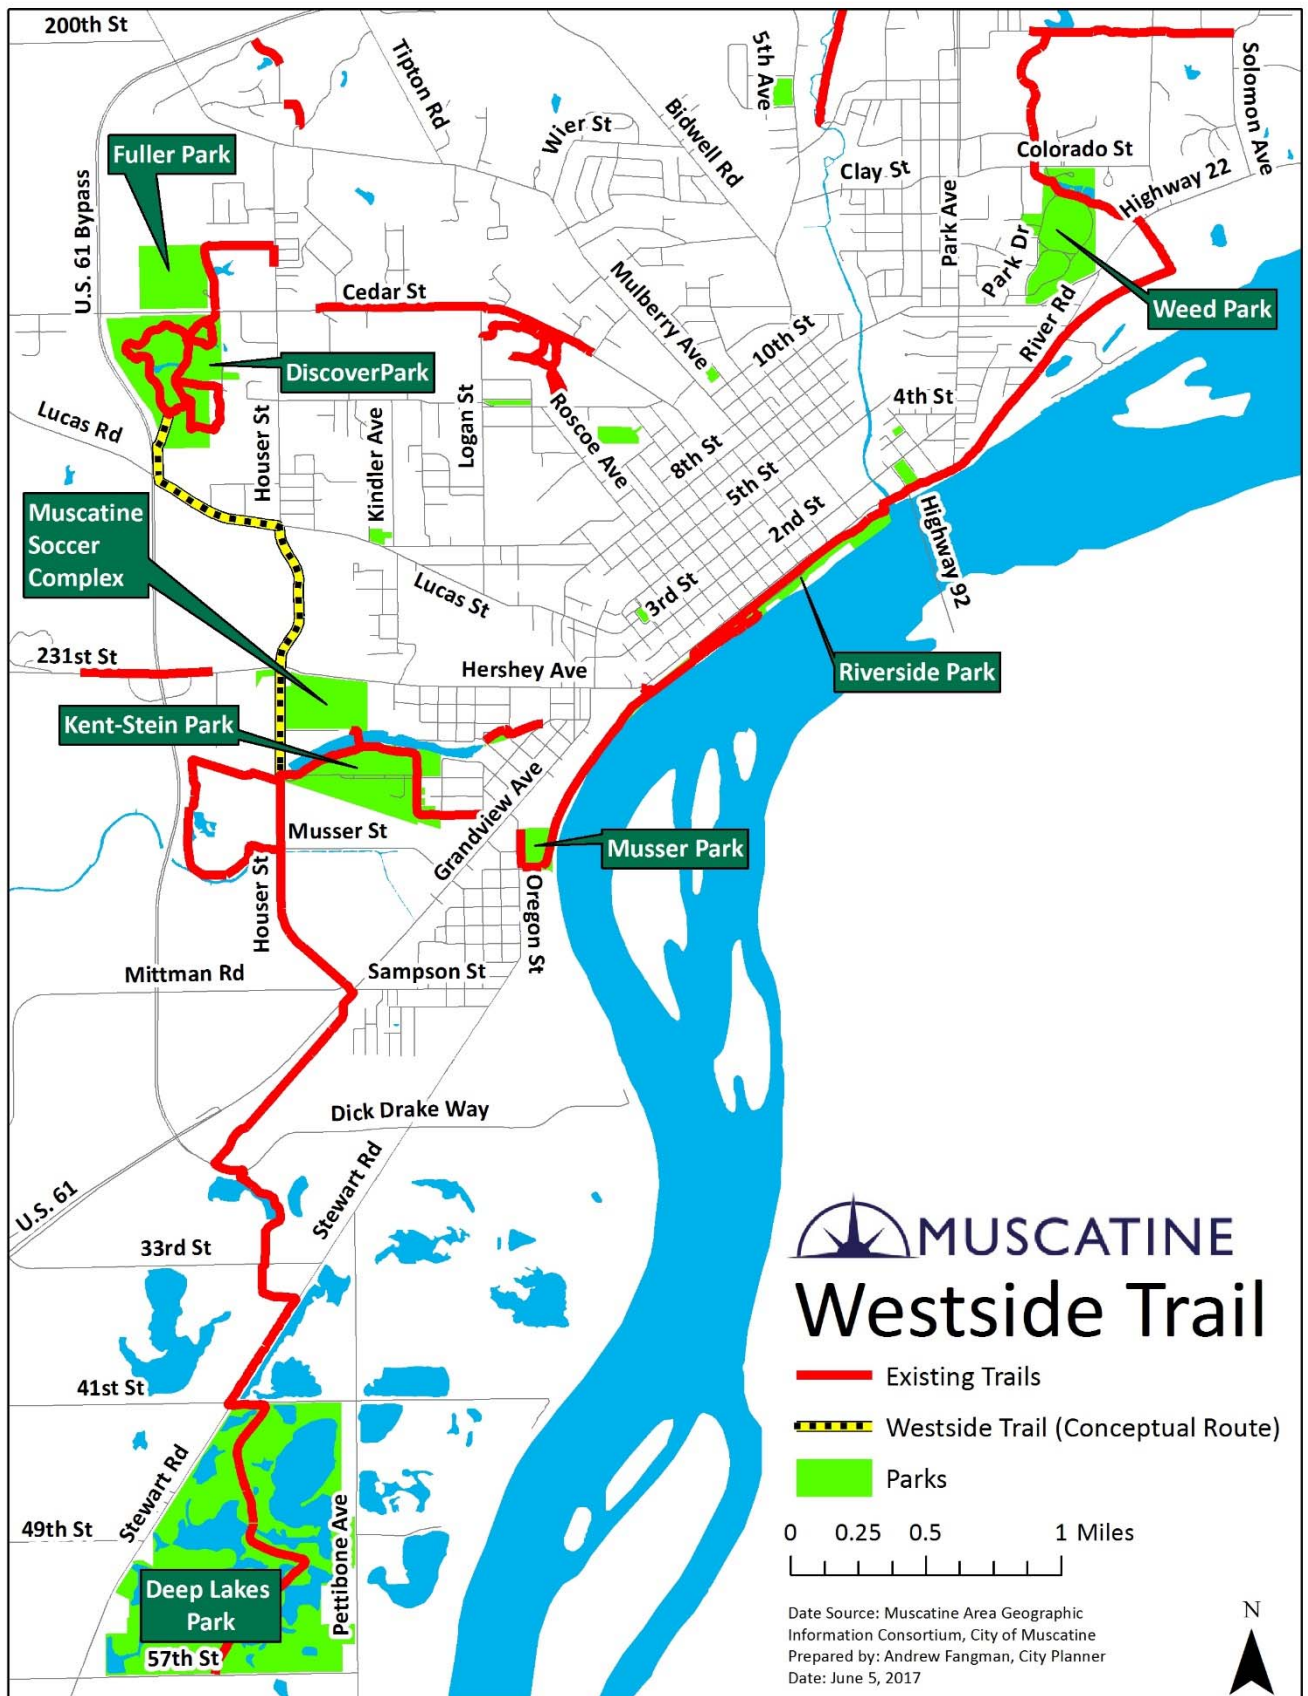 200th St
Tipton Rd
5th Ave
Wier St
Bidwell Rd
Solomon Ave
Colorado St
Clay St
Highway 22
Fuller Park
U.S. 61 Bypass
Park Ave
Park Dr
Cedar St
Mulberry Ave
10th St
River Rd
Weed Park
DiscoverPark
Lucas Rd
Houser St
Kindler Ave
Logan St
Roscoe Ave
4th St
8th St
5th St
2nd St
Highway 92
Muscatine
Soccer
Complex
Lucas St
3rd St
231st St
Hershey Ave
Riverside Park
Kent-Stein Park
Grandview Ave
Musser St
Musser Park
Houser St
Oregon St
Mittman Rd
Sampson St
Dick Drake Way
Stewart Rd
U.S. 61
33rd St
41st St
Stewart Rd
49th St
Pettibone Ave
Deep Lakes
Park
57th St
MUSCATINE
Westside Trail
Existing Trails
Westside Trail (Conceptual Route)
Parks
0 0.25 0.5 1 Miles
Date Source: Muscatine Area Geographic
Information Consortium, City of Muscatine
Prepared by: Andrew Fangman, City Planner
Date: June 5, 2017
N